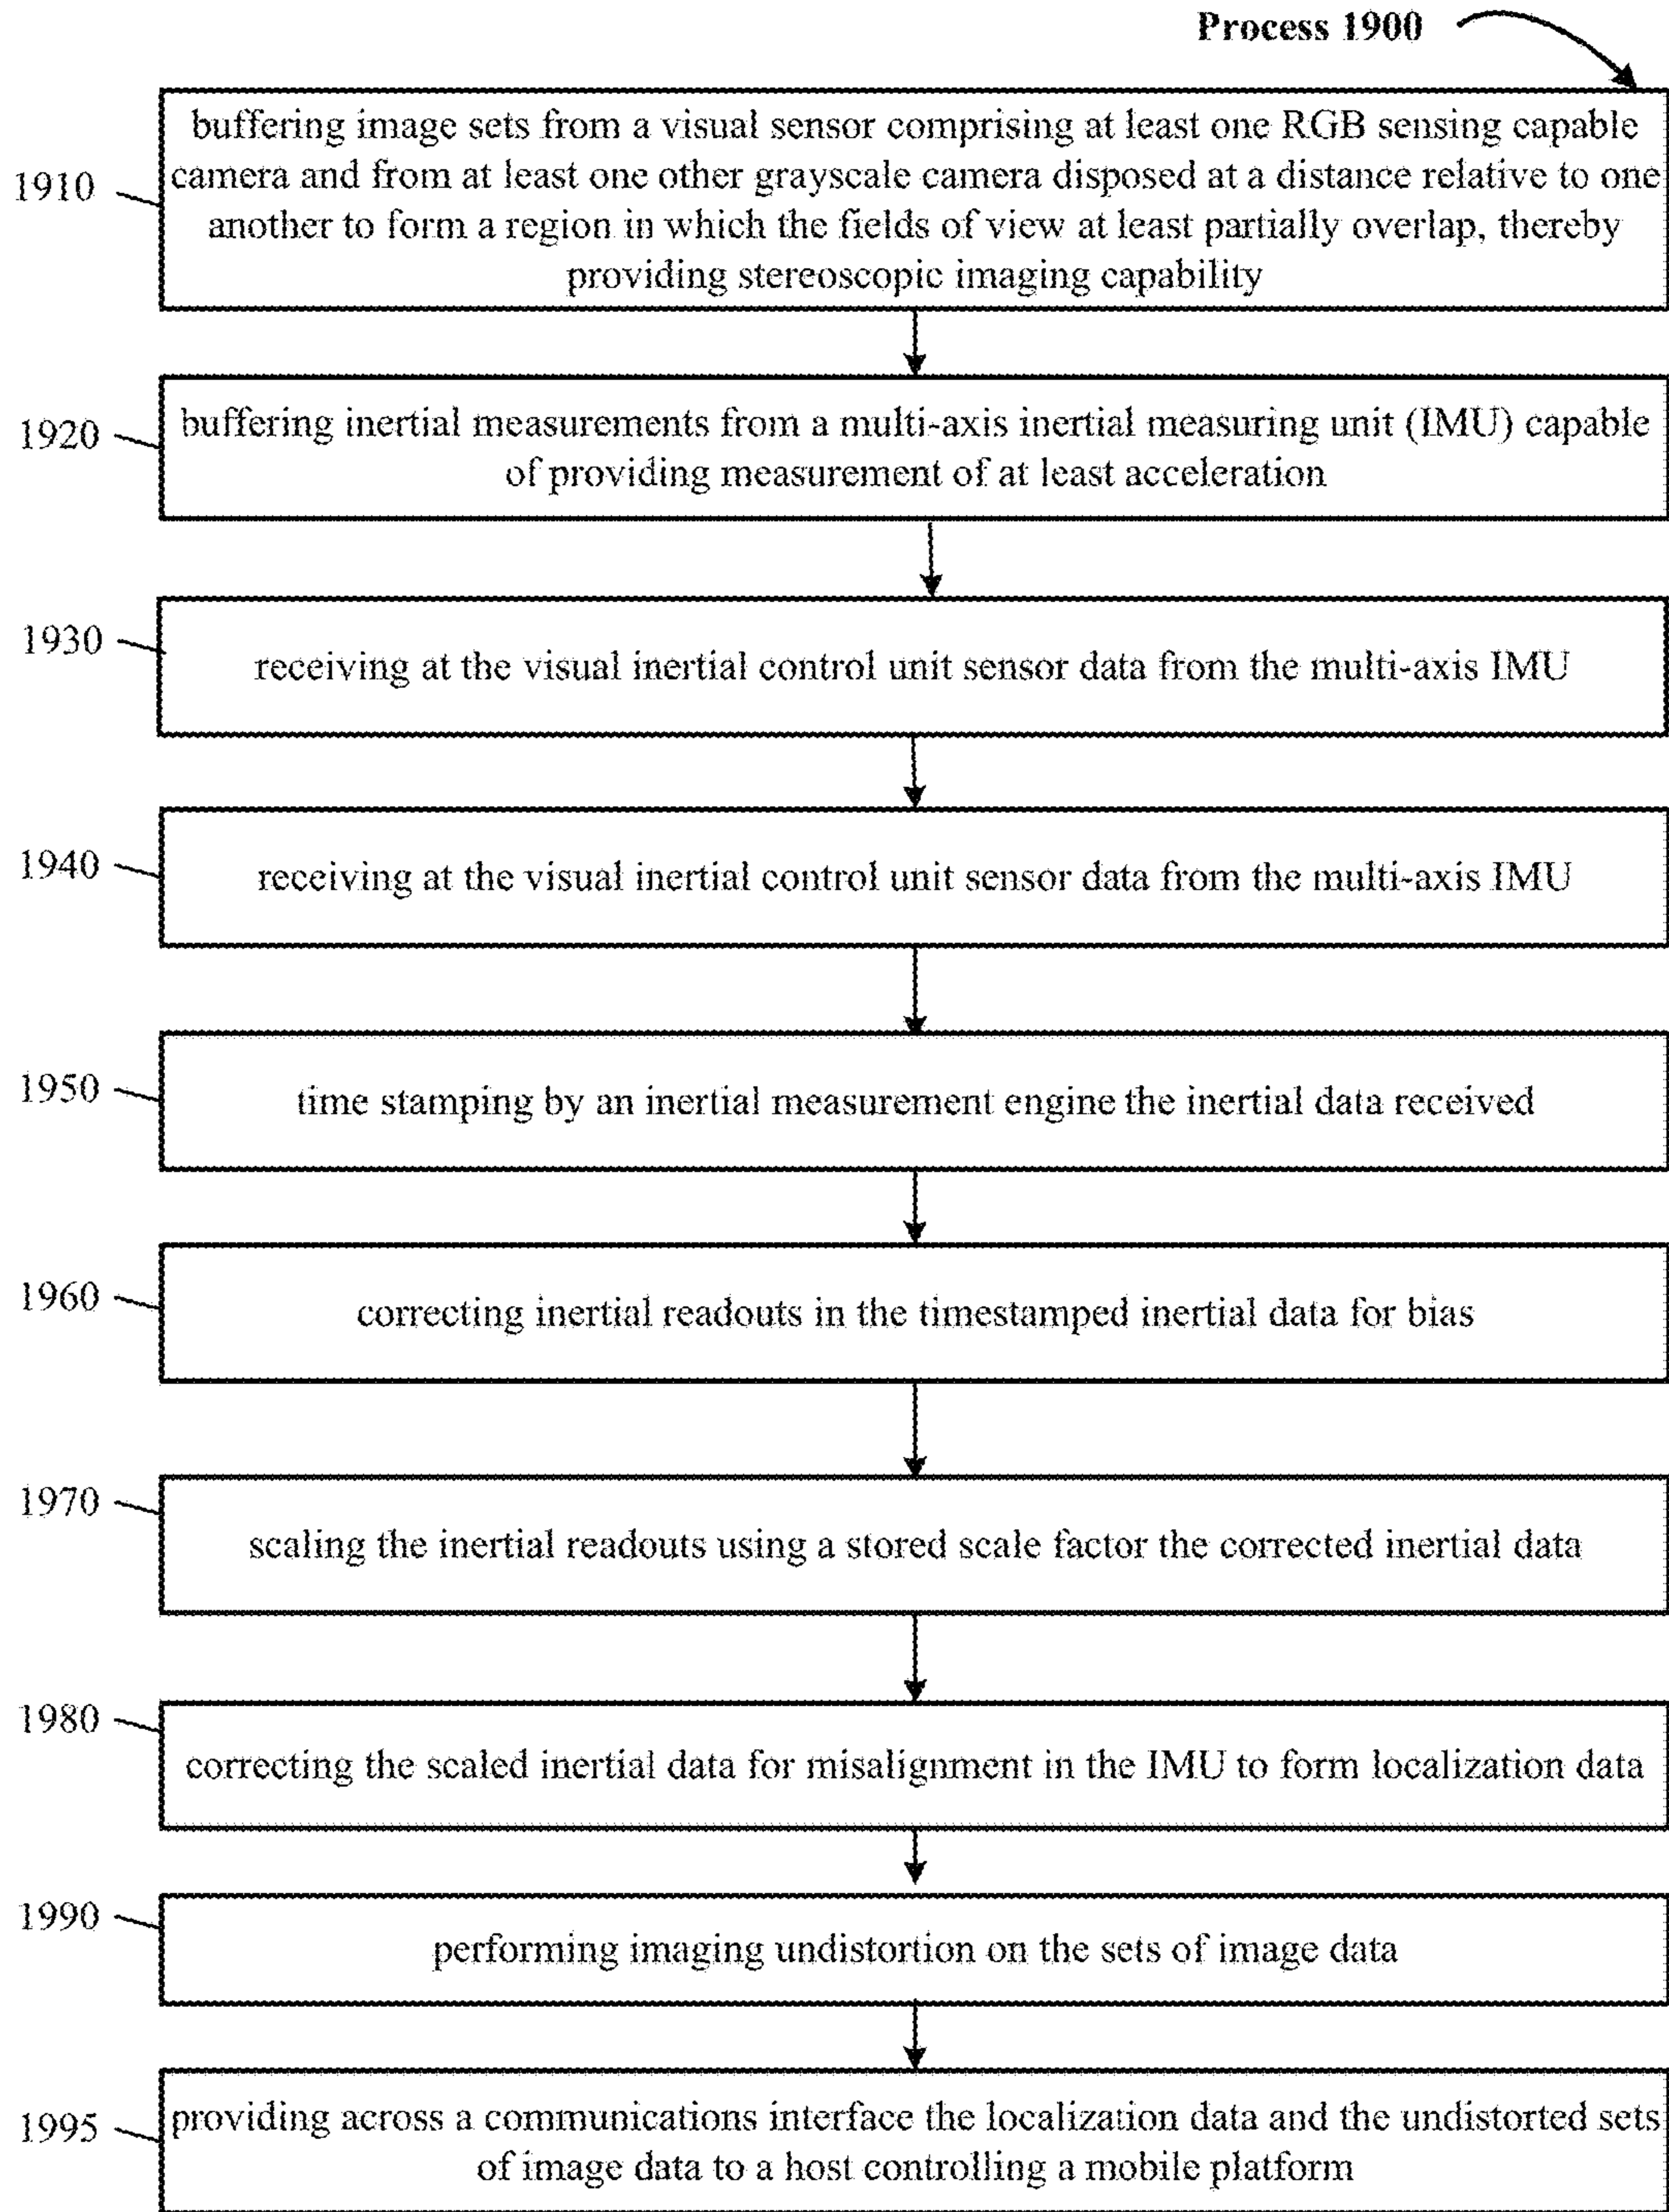 Process 1900
1910
buffering image sets from a visual sensor comprising at least one RGB sensing capable
camera and from at least one other grayscale camera disposed at a distance relative to one
another to form a region in which the fields of view at least partially overlap, thereby
providing stereoscopic imaging capability
1920
buffering inertial measurements from a multi-axis inertial measuring unit (IMU) capable
of providing measurement of at least acceleration
1930
receiving at the visual inertial control unit sensor data from the multi-axis IMU
1940
receiving at the visual inertial control unit sensor data from the multi-axis IMU
1950
time stamping by an inertial measurement engine the inertial data received
1960
correcting inertial readouts in the timestamped inertial data for bias
1970
scaling the inertial readouts using a stored scale factor the corrected inertial data
1980
correcting the scaled inertial data for misalignment in the IMU to form localization data
1990
performing imaging undistortion on the sets of image data
1995
providing across a communications interface the localization data and the undistorted sets
of image data to a host controlling a mobile platform